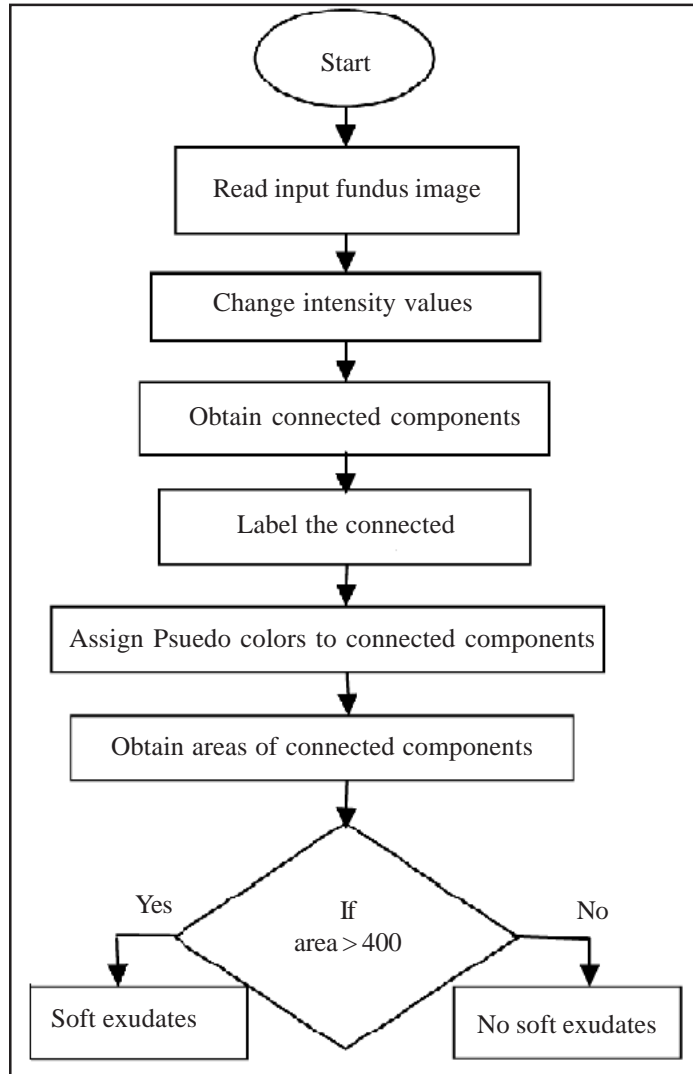 Start
Read input fundus image
Change intensity values
Obtain connected components
Label the connected
Assign Psuedo colors to connected components
Obtain areas of connected components
Yes
If
area > 400
No
Soft exudates
No soft exudates